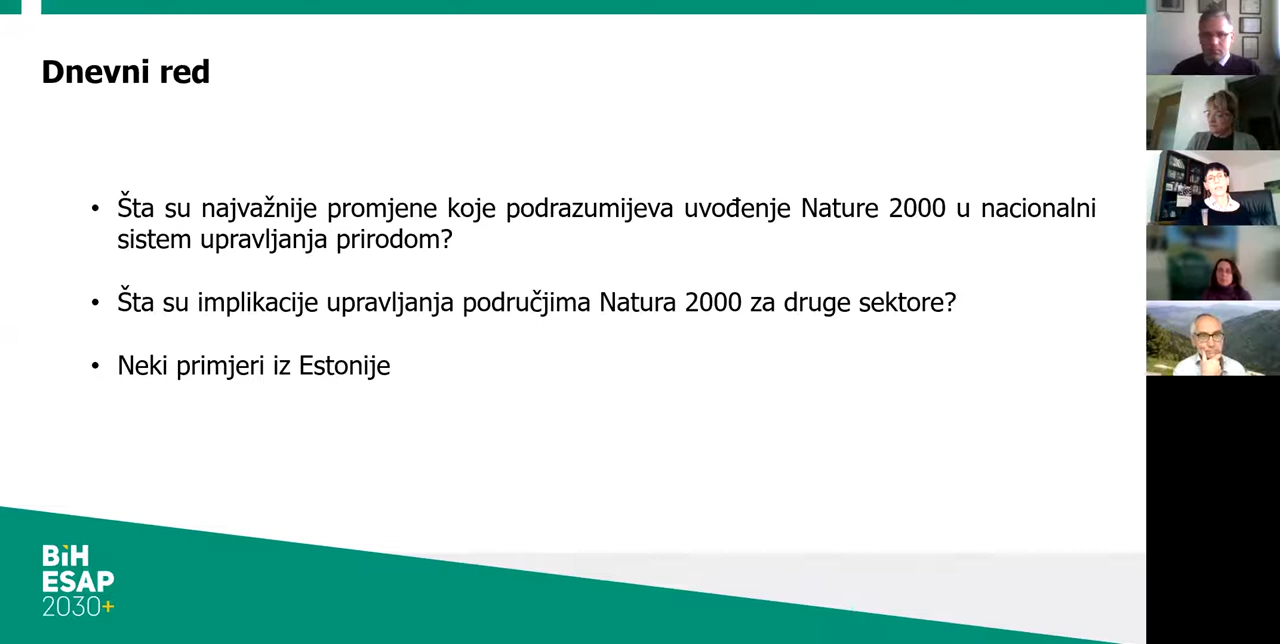 Dnevni red
• Šta su najvažnije promjene koje podrazumijeva uvođenje Nature 2000 u nacionalni
sistem upravljanja prirodom?
• Šta su implikacije upravljanja područjima Natura 2000 za druge sektore?
• Neki primjeri iz Estonije
BiH
ESAP
2030+